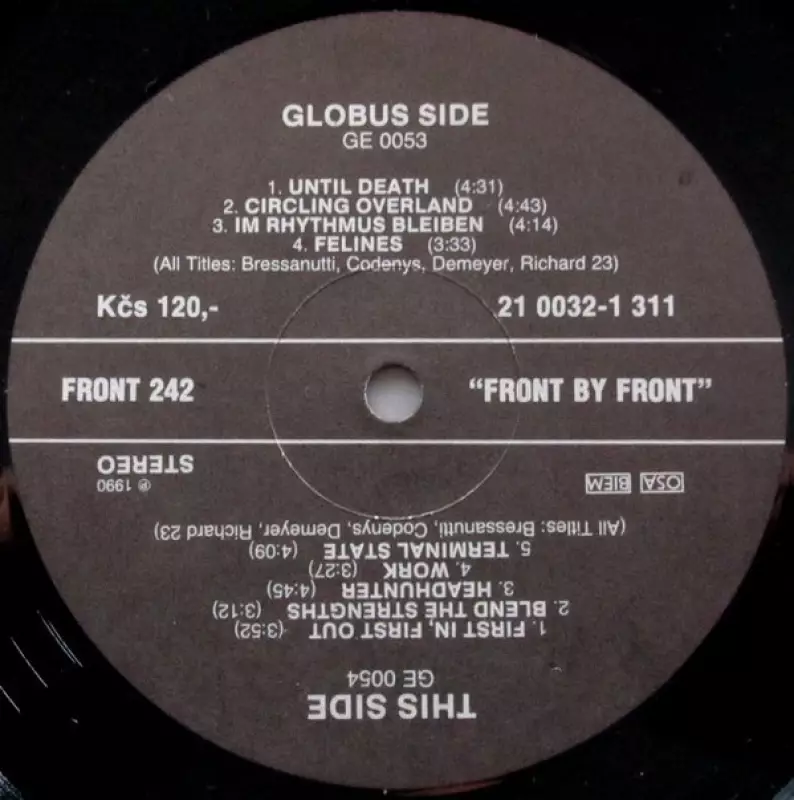 GLOBUS SIDE
GE 0053
1. UNTIL DEATH (4:31)
2. CIRCLING OVERLAND (4:43)
3. IM RHYTHMUS BLEIBEN (4:14)
4. FELINES (3:33)
(All Titles: Bressanutti, Codenys, Demeyer, Richard 23)
Kčs 120,- 21 0032-1 311
FRONT 242 "FRONT BY FRONT"
THIS SIDE
GE 0054
1. FIRST IN, FIRST OUT (3:52)
2. BLEND THE STRENGTHS (3:12)
3. HEADHUNTER (4:45)
4. WORK (3:27)
5. TERMINAL STATE (4:09)
(All Titles: Bressanutti, Codenys, Demeyer, Richard 23)
OSA BIEM ℗ 1990
STEREO